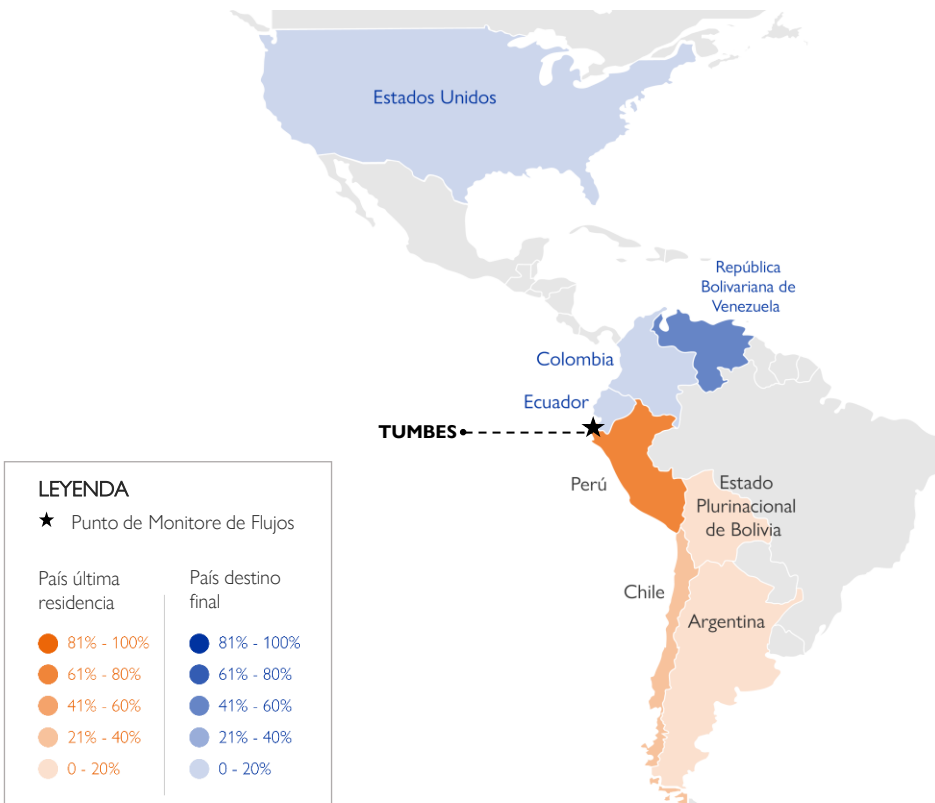 Estados Unidos
República
Bolivariana de
Venezuela
Colombia
Ecuador
TUMBES
Perú
Estado
Plurinacional
de Bolivia
Chile
Argentina
LEYENDA
★ Punto de Monitore de Flujos
País última
residencia
81% - 100%
61% - 80%
41% - 60%
21% - 40%
0 - 20%
País destino
final
81% - 100%
61% - 80%
41% - 60%
21% - 40%
0 - 20%